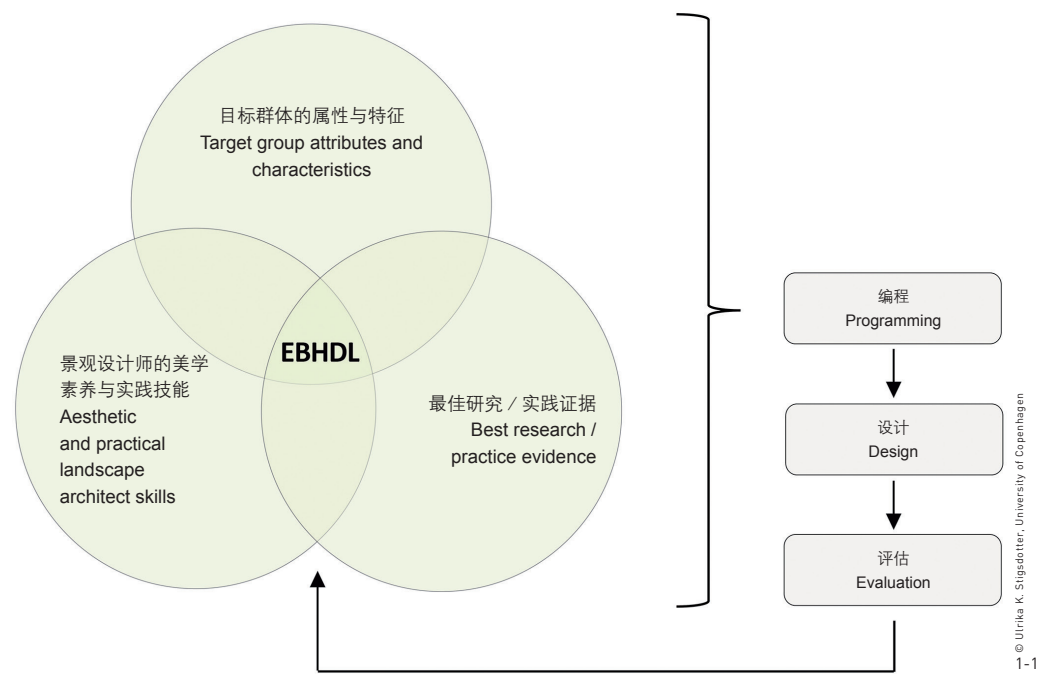 目标群体的属性与特征
Target group attributes and
characteristics
EBHDL
景观设计师的美学
素养与实践技能
Aesthetic
and practical
landscape
architect skills
最佳研究 / 实践证据
Best research /
practice evidence
编程
Programming
设计
Design
评估
Evaluation
© Ulrika K. Stigsdotter, University of Copenhagen
1-1